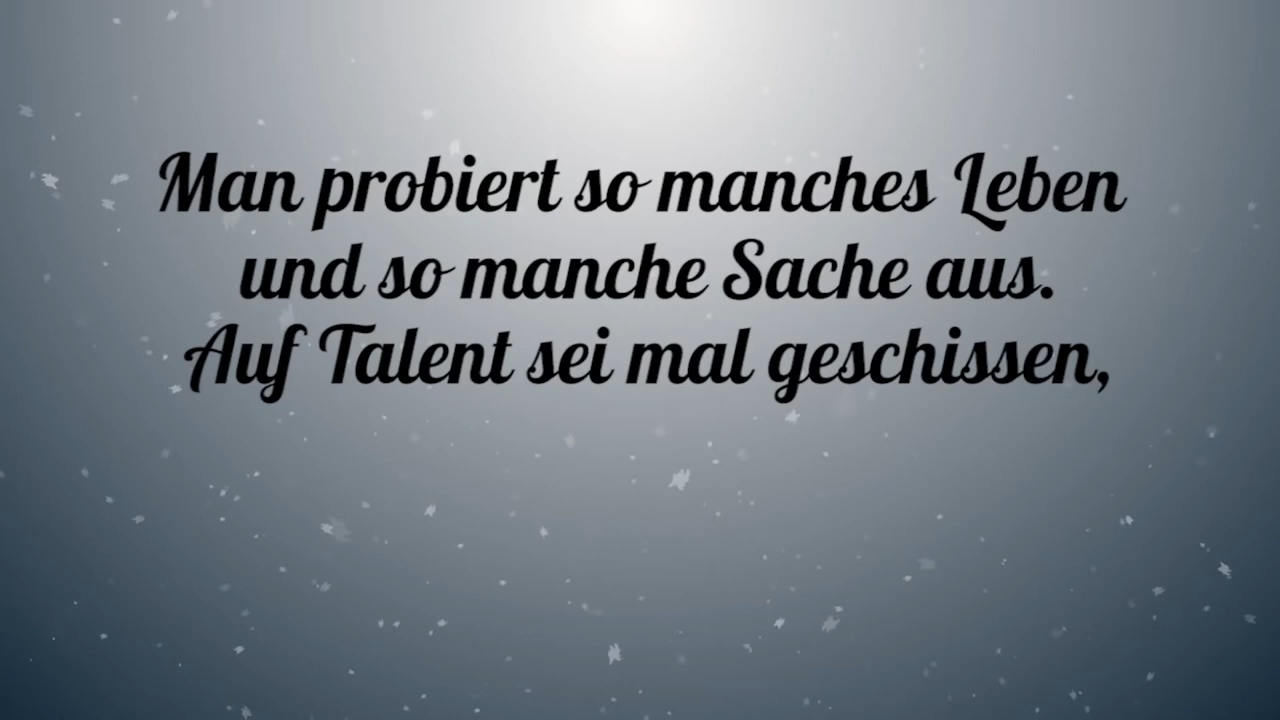 Man probiert so manches Leben
und so manche Sache aus.
Auf Talent sei mal geschissen,